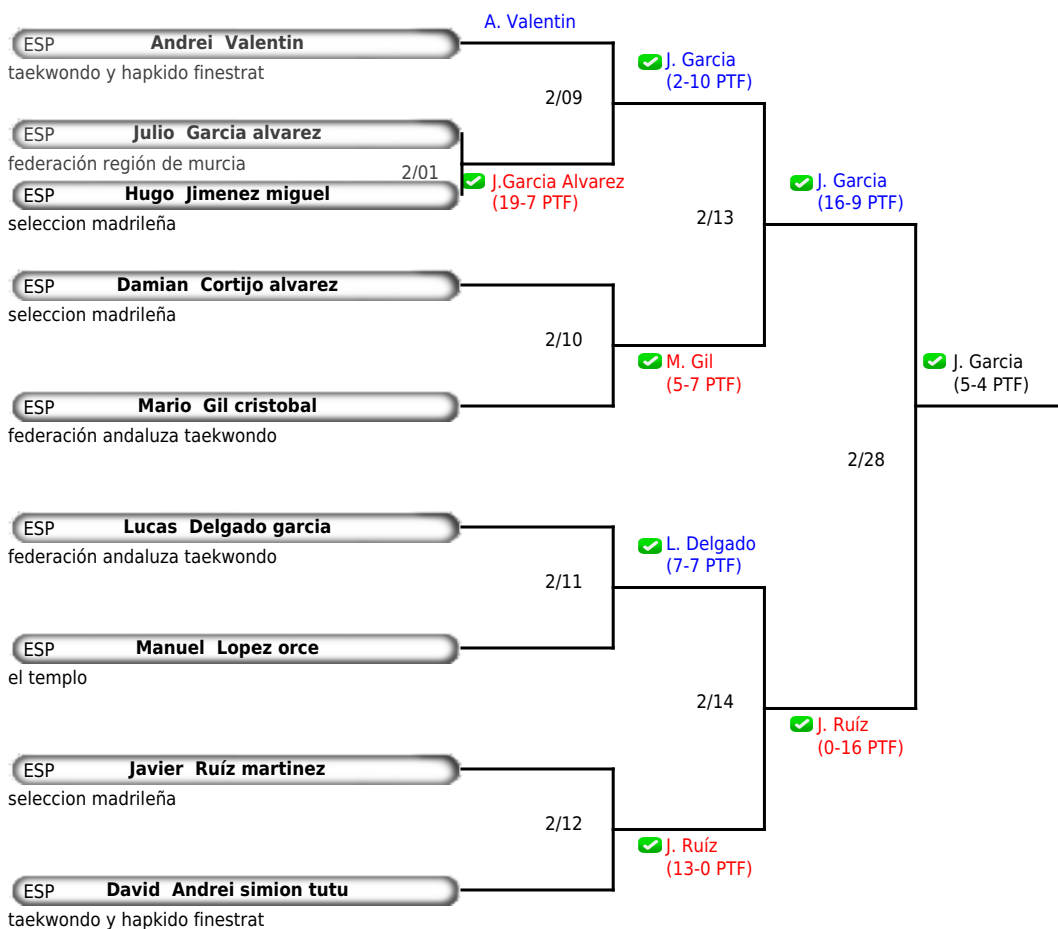 A. Valentin
ESP Andrei Valentin
taekwondo y hapkido finestrat
J. Garcia
(2-10 PTF)
2/09
ESP Julio Garcia alvarez
federación región de murcia
2/01
J.Garcia Alvarez
(19-7 PTF)
ESP Hugo Jimenez miguel
seleccion madrileña
J. Garcia
(16-9 PTF)
2/13
ESP Damian Cortijo alvarez
seleccion madrileña
2/10
M. Gil
(5-7 PTF)
J. Garcia
(5-4 PTF)
ESP Mario Gil cristobal
federación andaluza taekwondo
2/28
ESP Lucas Delgado garcia
federación andaluza taekwondo
L. Delgado
(7-7 PTF)
2/11
ESP Manuel Lopez orce
el templo
2/14
J. Ruíz
(0-16 PTF)
ESP Javier Ruíz martinez
seleccion madrileña
2/12
J. Ruíz
(13-0 PTF)
ESP David Andrei simion tutu
taekwondo y hapkido finestrat